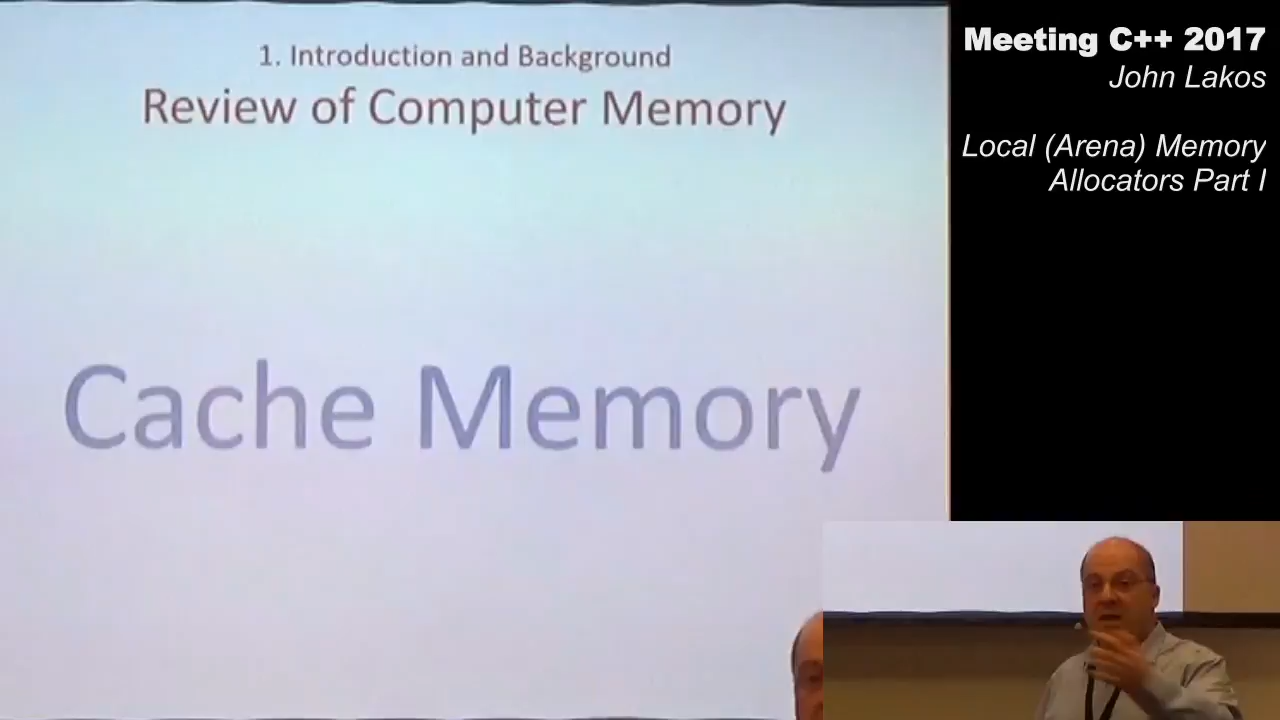 1. Introduction and Background
Review of Computer Memory
Cache Memory
Meeting C++ 2017
John Lakos
Local (Arena) Memory
Allocators Part I